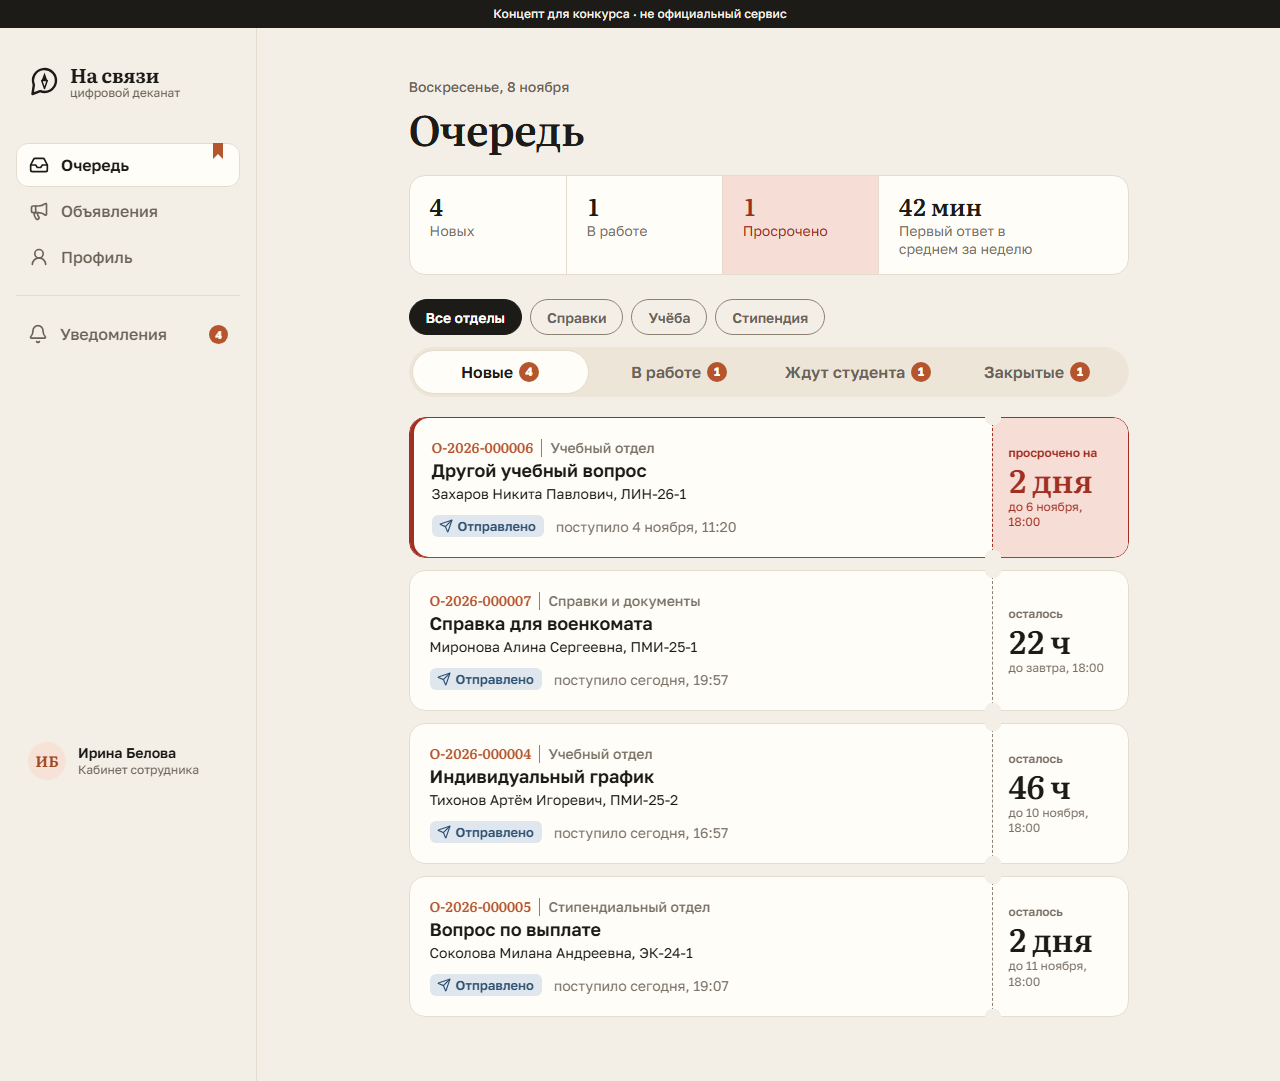 Концепт для конкурса · не официальный сервис
На связи
цифровой деканат
Очередь
Объявления
Профиль
Уведомления 4
ИБ
Ирина Белова
Кабинет сотрудника
Воскресенье, 8 ноября
Очередь
4
Новых
1
В работе
1
Просрочено
42 мин
Первый ответ в
среднем за неделю
Все отделы Справки Учёба Стипендия
Новые 4 В работе 1 Ждут студента 1 Закрытые 1
О-2026-000006 Учебный отдел
Другой учебный вопрос
Захаров Никита Павлович, ЛИН-26-1
Отправлено поступило 4 ноября, 11:20
просрочено на
2 дня
до 6 ноября,
18:00
О-2026-000007 Справки и документы
Справка для военкомата
Миронова Алина Сергеевна, ПМИ-25-1
Отправлено поступило сегодня, 19:57
осталось
22 ч
до завтра, 18:00
О-2026-000004 Учебный отдел
Индивидуальный график
Тихонов Артём Игоревич, ПМИ-25-2
Отправлено поступило сегодня, 16:57
осталось
46 ч
до 10 ноября,
18:00
О-2026-000005 Стипендиальный отдел
Вопрос по выплате
Соколова Милана Андреевна, ЭК-24-1
Отправлено поступило сегодня, 19:07
осталось
2 дня
до 11 ноября,
18:00